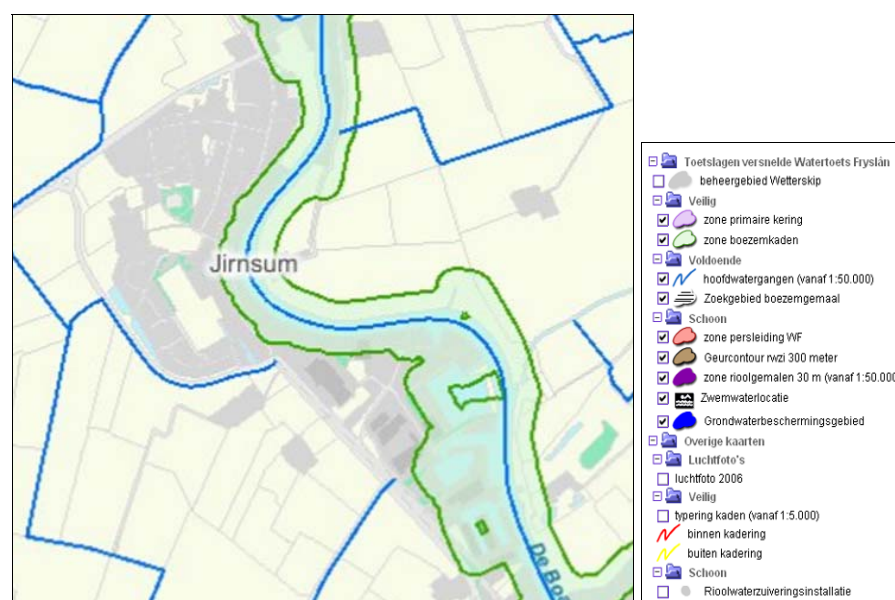 Jirnsum
De Boo
Toetslagen versnelde Watertoets Fryslân
beheergebied Wetterskip
Veilig
zone primaire kering
zone boezemkaden
Voldoende
hoofdwatergangen (vanaf 1:50.000)
Zoekgebied boezemgemaal
Schoon
zone persleiding WF
Geurcontour rwzi 300 meter
zone rioolgemalen 30 m (vanaf 1:50.000
Zwemwaterlocatie
Grondwaterbeschermingsgebied
Overige kaarten
Luchtfoto's
luchtfoto 2006
Veilig
typering kaden (vanaf 1:5.000)
binnen kadering
buiten kadering
Schoon
Rioolwaterzuiveringsinstallatie